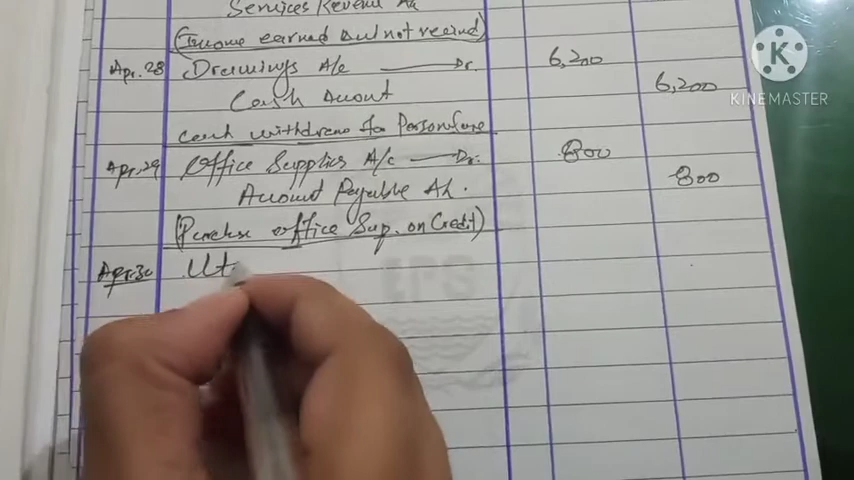 Services Revenue A/c
(Income earned but not received)
Apr.28 Drawings A/c Dr. 6,200
Cash Account 6,200
cash withdrew for Personal use
Apr.29 Office Supplies A/c Dr. 800
Account Payable A/c. 800
(Purchase office Sup. on Credit)
Apr.30 Ut
K
KINEMASTER
EPS